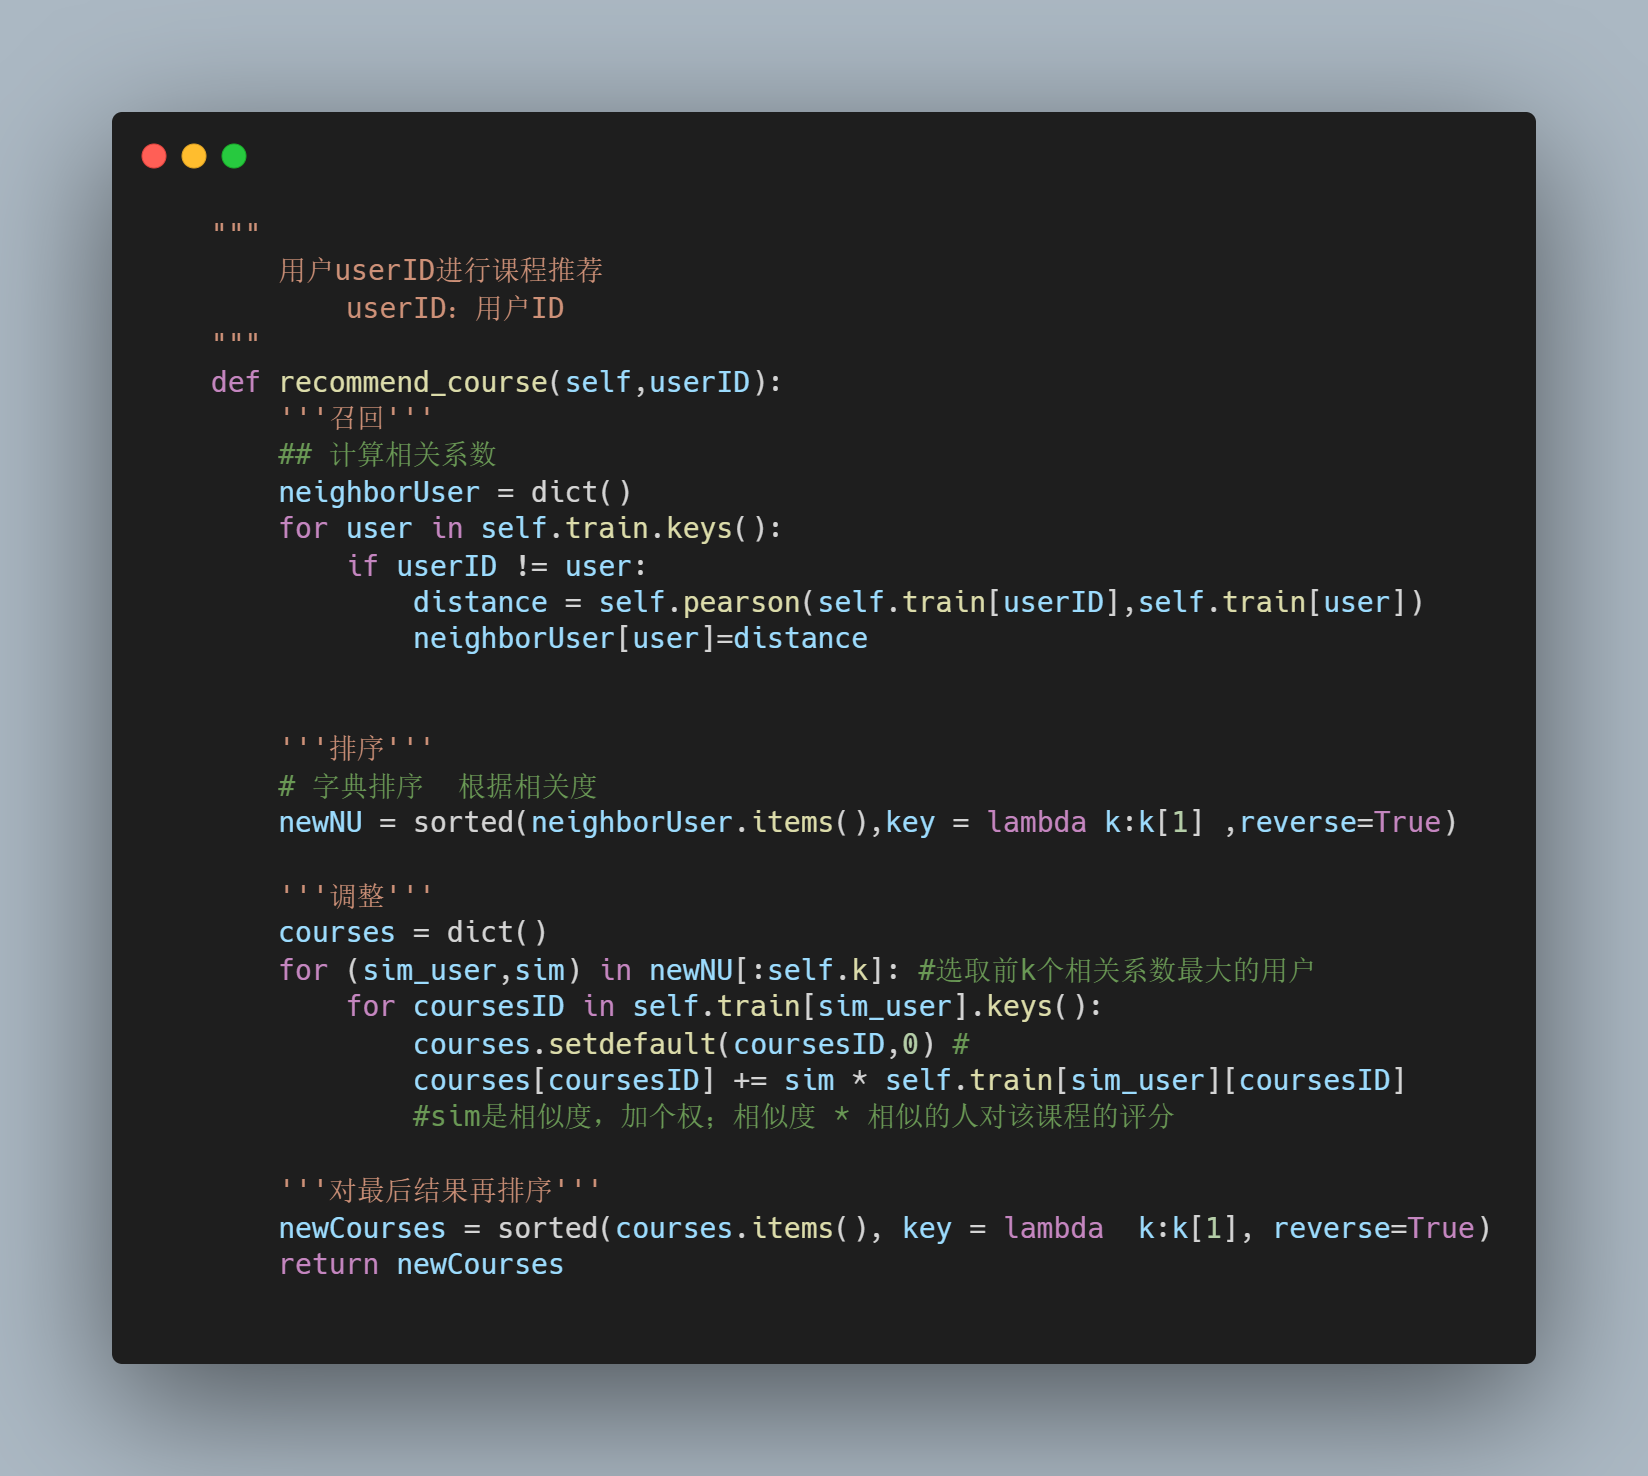 """
用户userID进行课程推荐
userID：用户ID
"""
def recommend_course(self,userID):
'''召回'''
## 计算相关系数
neighborUser = dict()
for user in self.train.keys():
if userID != user:
distance = self.pearson(self.train[userID],self.train[user])
neighborUser[user]=distance
'''排序'''
# 字典排序  根据相关度
newNU = sorted(neighborUser.items(),key = lambda k:k[1] ,reverse=True)
'''调整'''
courses = dict()
for (sim_user,sim) in newNU[:self.k]: #选取前k个相关系数最大的用户
for coursesID in self.train[sim_user].keys():
courses.setdefault(coursesID,0) #
courses[coursesID] += sim * self.train[sim_user][coursesID]
#sim是相似度，加个权；相似度 * 相似的人对该课程的评分
'''对最后结果再排序'''
newCourses = sorted(courses.items(), key = lambda  k:k[1], reverse=True)
return newCourses